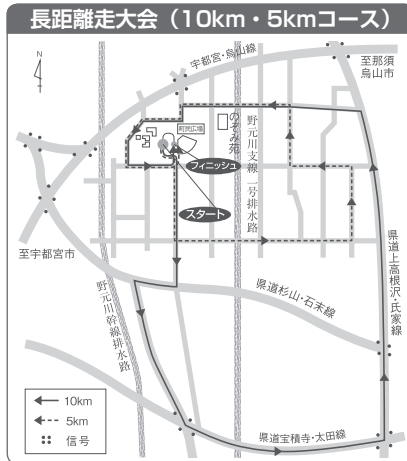 長距離走大会（10km・5kmコース）
N
宇都宮・烏山線
至那須
烏山市
町民広場
のぞみ苑
野元川支線二号排水路
フィニッシュ
スタート
至宇都宮市
県道上高根沢・氏家線
野元川幹線排水路
県道杉山・石末線
県道宝積寺・太田線
10km
5km
信号